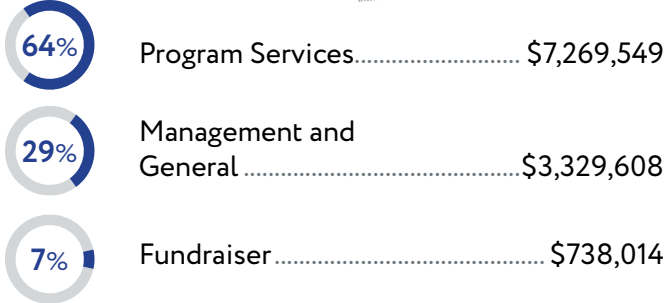 64%
Program Services........................ $7,269,549
29%
Management and
General ........................................$3,329,608
7%
Fundraiser....................................... $738,014